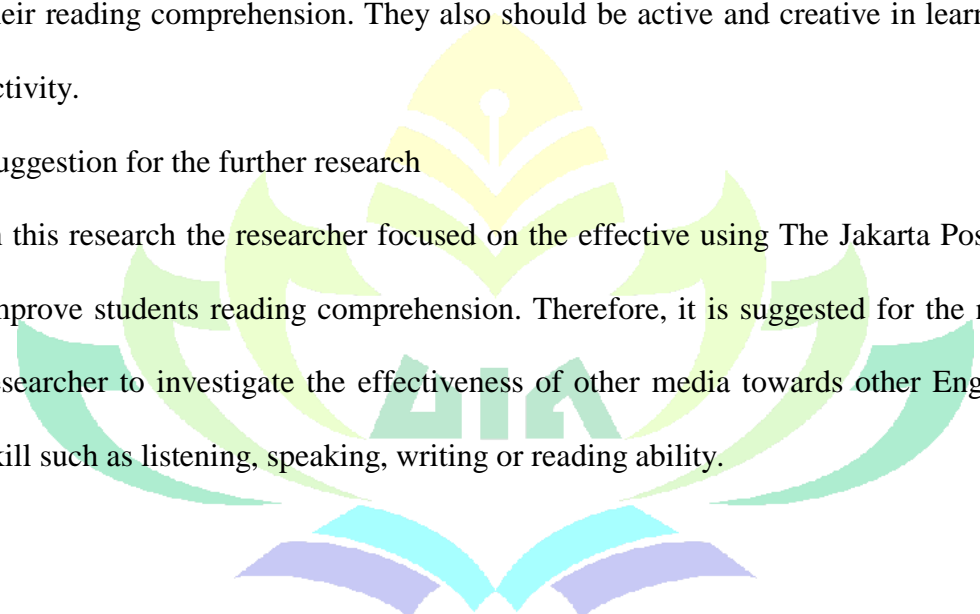 eir reading comprehension. They also should be active and creative in learn
ctivity.
uggestion for the further research
n this research the researcher focused on the effective using The Jakarta Pos
mprove students reading comprehension. Therefore, it is suggested for the
esearcher to investigate the effectiveness of other media towards other Eng
kill such as listening, speaking, writing or reading ability.
UIN